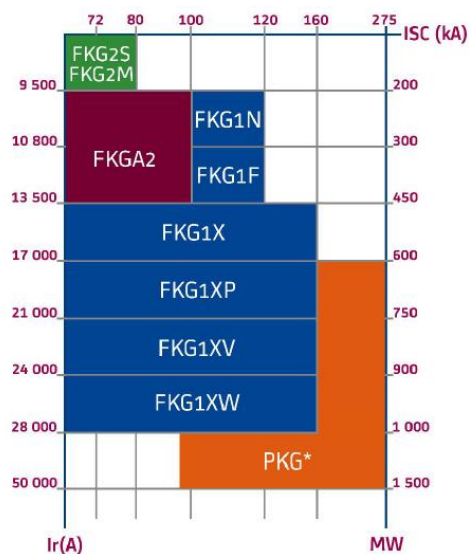 72 80 100 120 160 275 ISC (kA)
FKG2S
FKG2M
9 500 200
FKG1N
10 800 300
FKGA2
FKG1F
13 500 450
FKG1X
17 000 600
FKG1XP
21 000 750
FKG1XV
24 000 900
FKG1XW
28 000 1 000
PKG*
50 000 1 500
Ir(A) MW